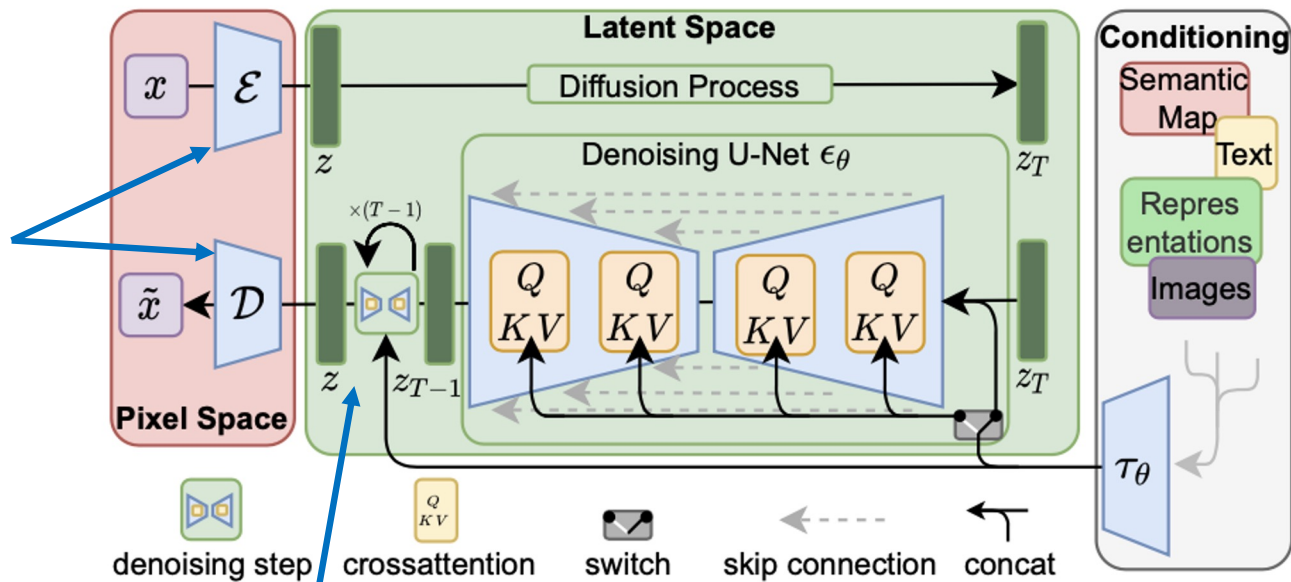 Latent Space
Conditioning
x
ℰ
z
Diffusion Process
z_T
Semantic
Map
Text
Repres
entations
Images
Denoising U-Net ϵ_θ
×(T−1)
x̃
𝒟
z
z_{T−1}
Q
KV
Q
KV
Q
KV
Q
KV
z_T
Pixel Space
τ_θ
Q
KV
denoising step
crossattention
switch
skip connection
concat